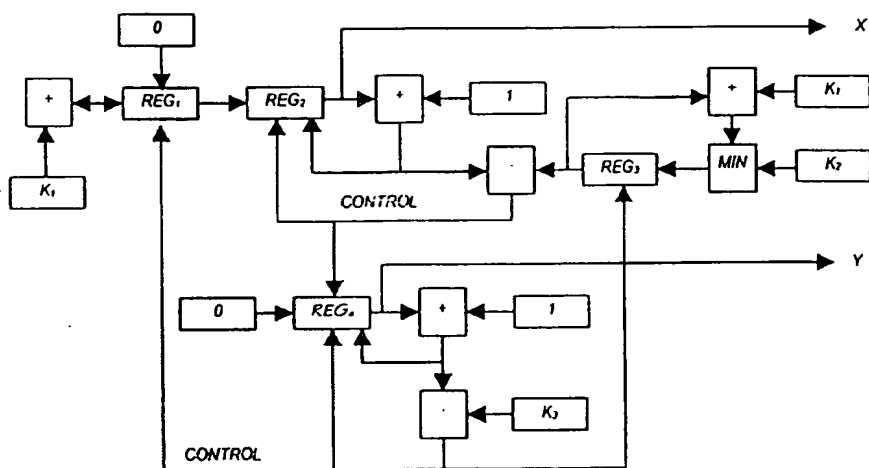 0
X
+
REG₁
REG₂
+
1
+
K₁
K₁
CONTROL
-
REG₃
MIN
K₂
Y
0
REG₄
+
1
-
K₃
CONTROL